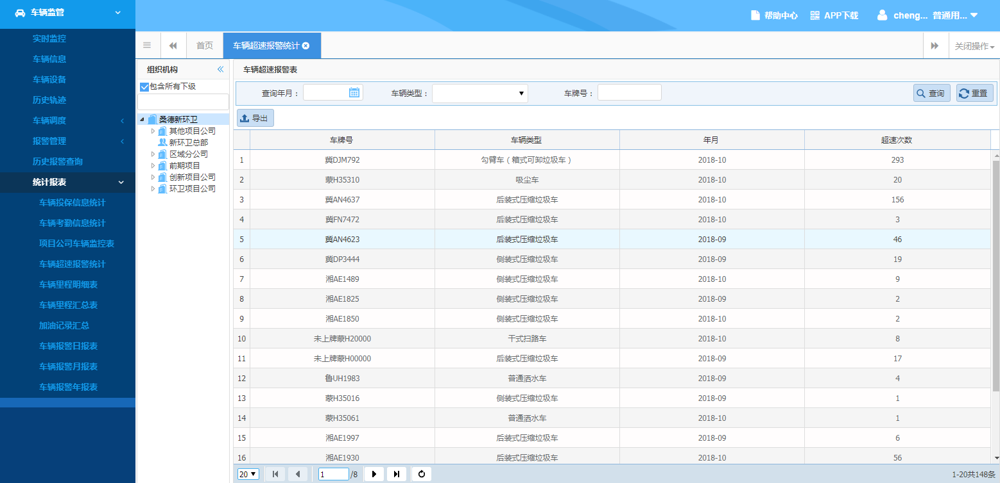 车辆监管
帮助中心 APP下载 cheng... 普通用...
实时监控
车辆信息
车辆设备
历史轨迹
车辆调度
报警管理
历史报警查询
统计报表
车辆投保信息统计
车辆考勤信息统计
项目公司车辆监控表
车辆超速报警统计
车辆里程明细表
车辆里程汇总表
加油记录汇总
车辆报警日报表
车辆报警月报表
车辆报警年报表
首页 车辆超速报警统计 关闭操作
组织机构
包含所有下级
桑德新环卫
其他项目公司
新环卫总部
区域分公司
前期项目
创新项目公司
环卫项目公司
车辆超速报警表
查询年月： 车辆类型： 车牌号： 查询 重置
导出
车牌号 车辆类型 年月 超速次数
1 冀DJM792 勾臂车（箱式可卸垃圾车） 2018-10 293
2 蒙H35310 吸尘车 2018-10 20
3 冀AN4637 后装式压缩垃圾车 2018-10 156
4 冀FN7472 后装式压缩垃圾车 2018-10 3
5 冀AN4623 后装式压缩垃圾车 2018-09 46
6 冀DP3444 侧装式压缩垃圾车 2018-09 19
7 湘AE1489 侧装式压缩垃圾车 2018-10 9
8 湘AE1825 侧装式压缩垃圾车 2018-09 2
9 湘AE1850 侧装式压缩垃圾车 2018-10 2
10 未上牌蒙H20000 干式扫路车 2018-10 8
11 未上牌蒙H00000 后装式压缩垃圾车 2018-09 17
12 鲁UH1983 普通洒水车 2018-09 4
13 蒙H35016 侧装式压缩垃圾车 2018-09 1
14 蒙H35061 普通洒水车 2018-10 1
15 湘AE1997 后装式压缩垃圾车 2018-09 6
16 湘AE1930 后装式压缩垃圾车 2018-10 56
20 1 /8 1-20共148条